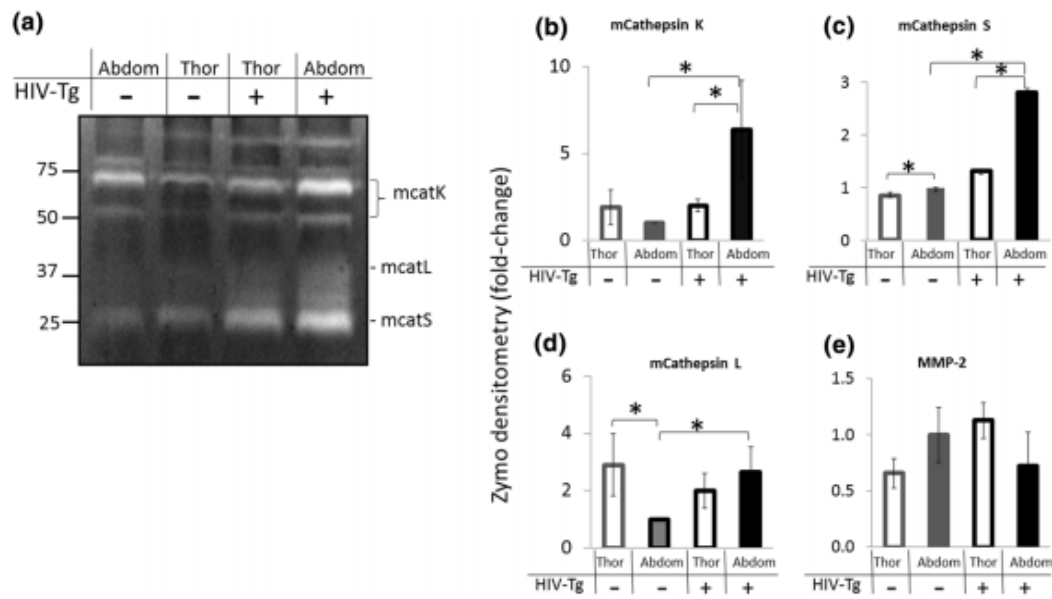 (a)
Abdom Thor Thor Abdom
HIV-Tg - - + +
75
50
37
25
mcatK
mcatL
mcatS
Zymo densitometry (fold-change)
(b)
mCathepsin K
*
*
10
5
0
Thor Abdom Thor Abdom
HIV-Tg - - + +
(c)
mCathepsin S
*
*
*
3
2
1
0
Thor Abdom Thor Abdom
HIV-Tg - - + +
(d)
mCathepsin L
*
*
6
4
2
0
Thor Abdom Thor Abdom
HIV-Tg - - + +
(e)
MMP-2
1.5
1.0
0.5
0.0
Thor Abdom Thor Abdom
HIV-Tg - - + +